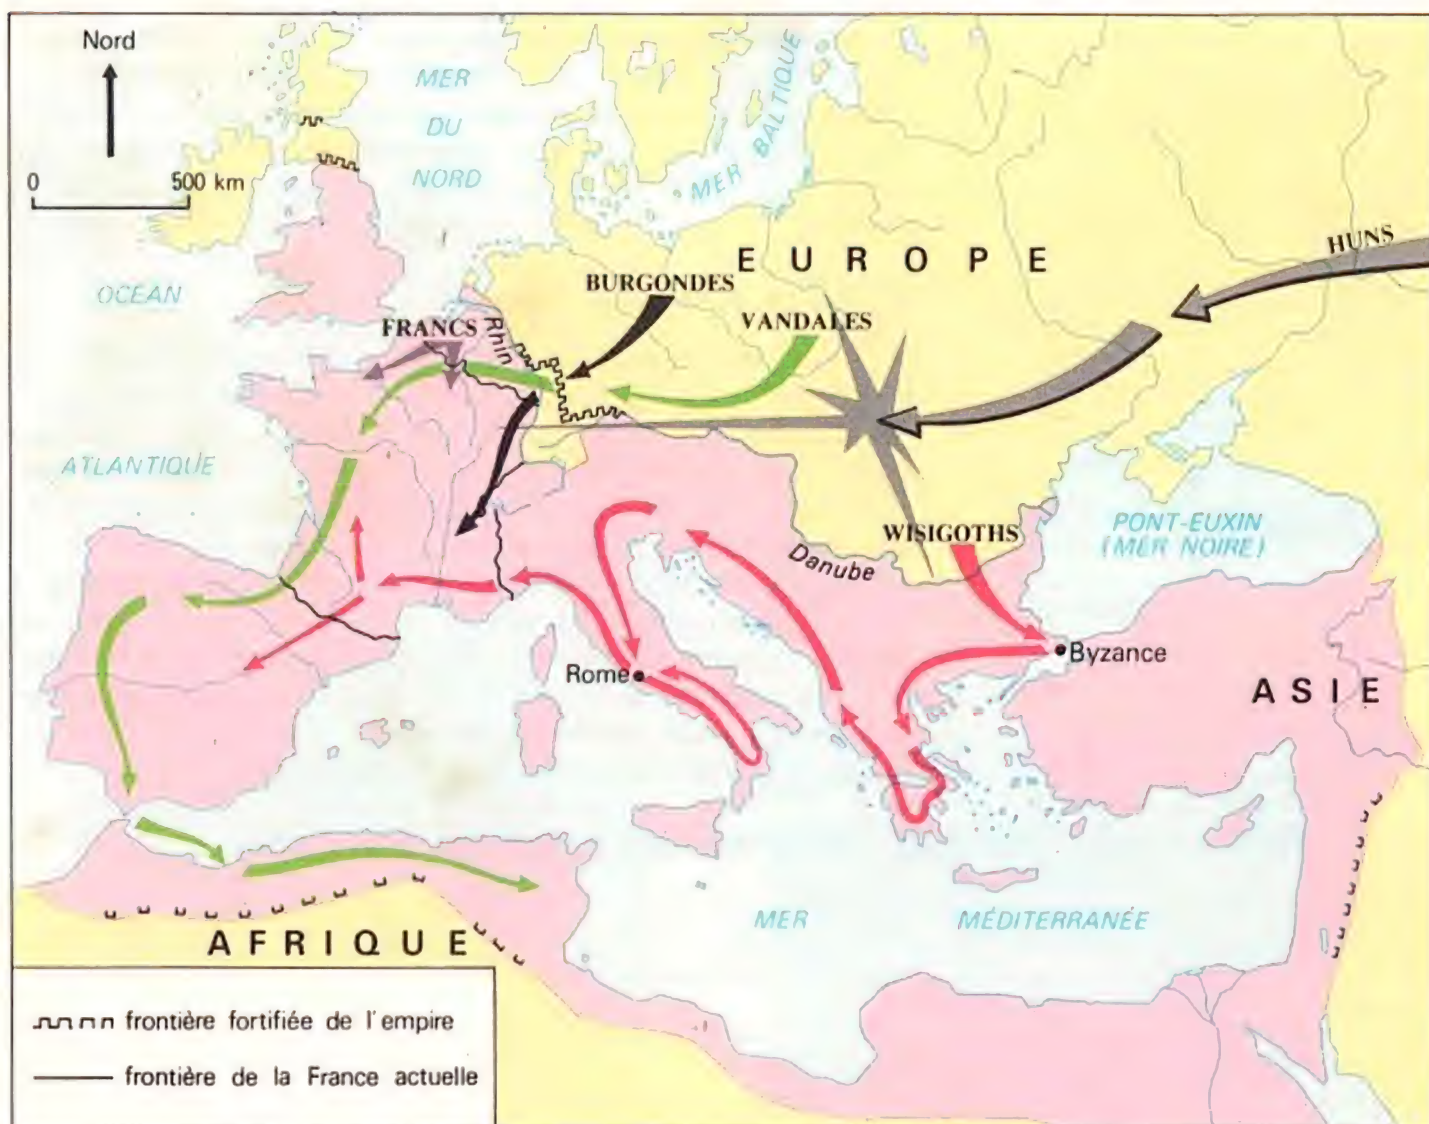 Nord
0 500 km
MER
DU
NORD
MER BALTIQUE
OCEAN
ATLANTIQUE
EUROPE
HUNS
BURGONDES
VANDALES
FRANCS
Rhin
WISIGOTHS
Danube
PONT-EUXIN
(MER NOIRE)
Byzance
Rome
ASIE
MER MÉDITERRANÉE
AFRIQUE
frontière fortifiée de l'empire
frontière de la France actuelle